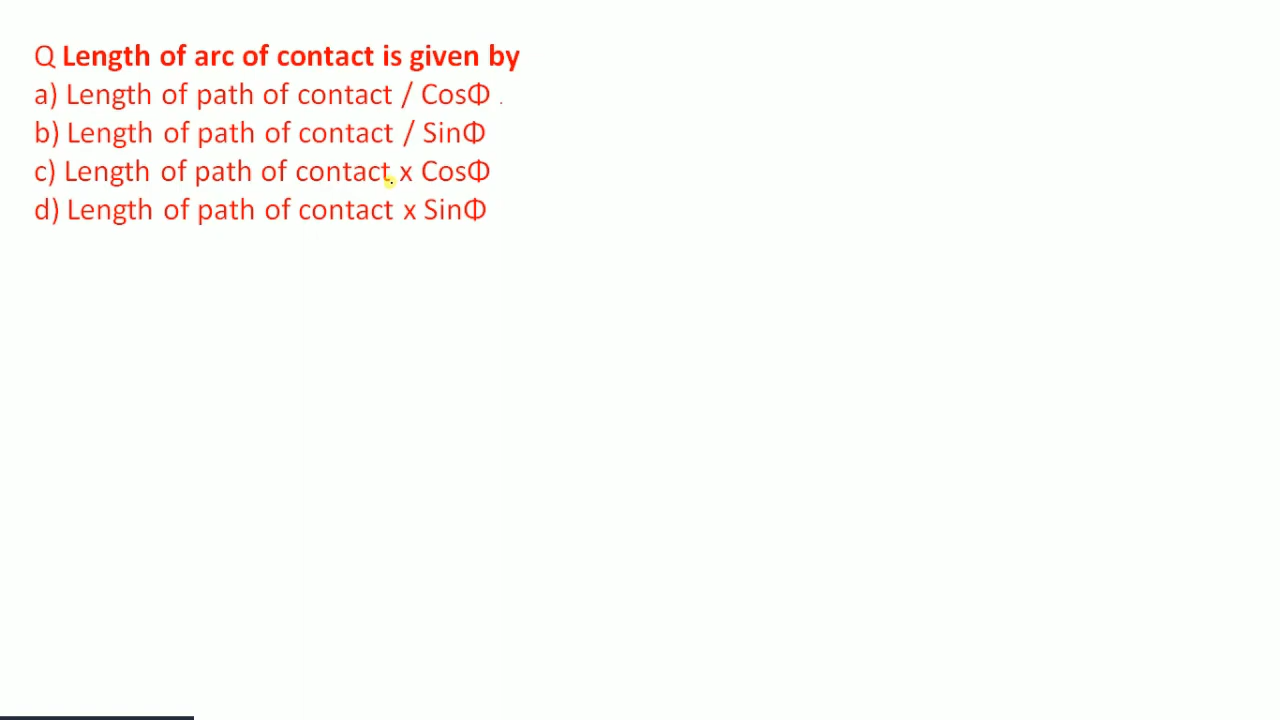 Q Length of arc of contact is given by
a) Length of path of contact / CosΦ .
b) Length of path of contact / SinΦ
c) Length of path of contact x CosΦ
d) Length of path of contact x SinΦ